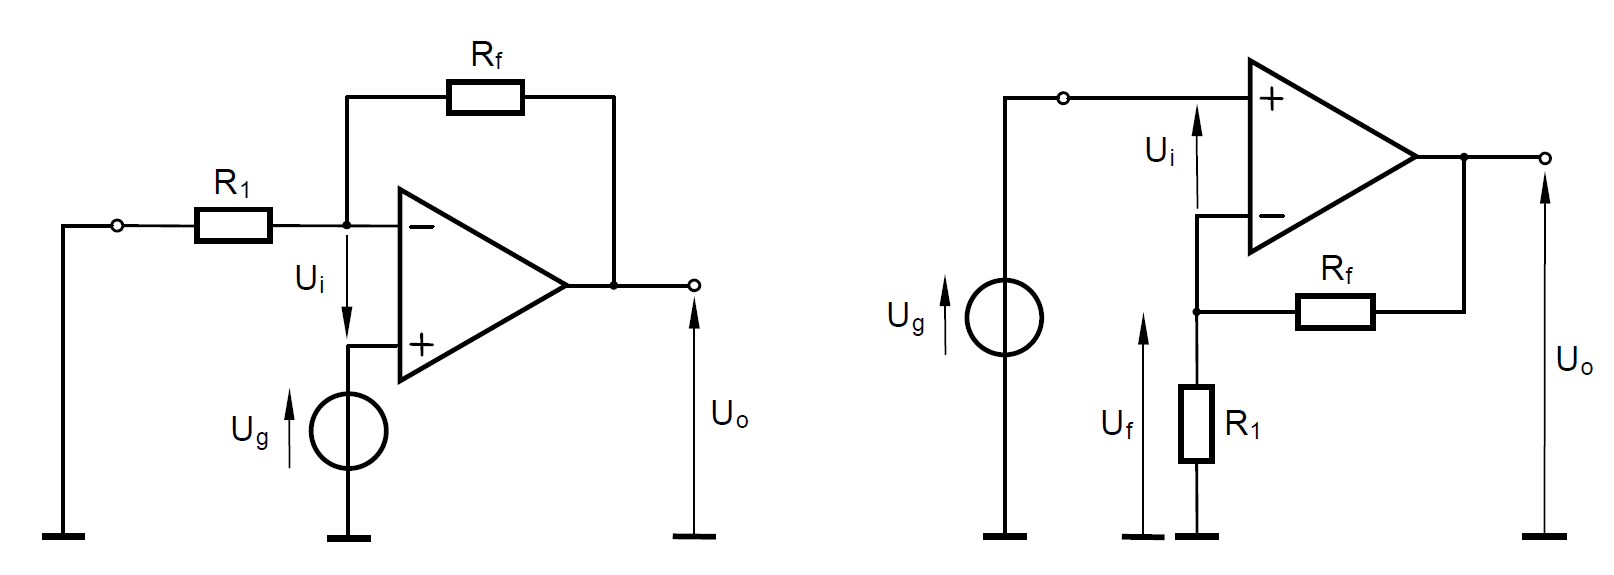 Rf
R1
Ui
−
+
Ug
Uo
+
Ui
−
Rf
Ug
Uf
R1
Uo